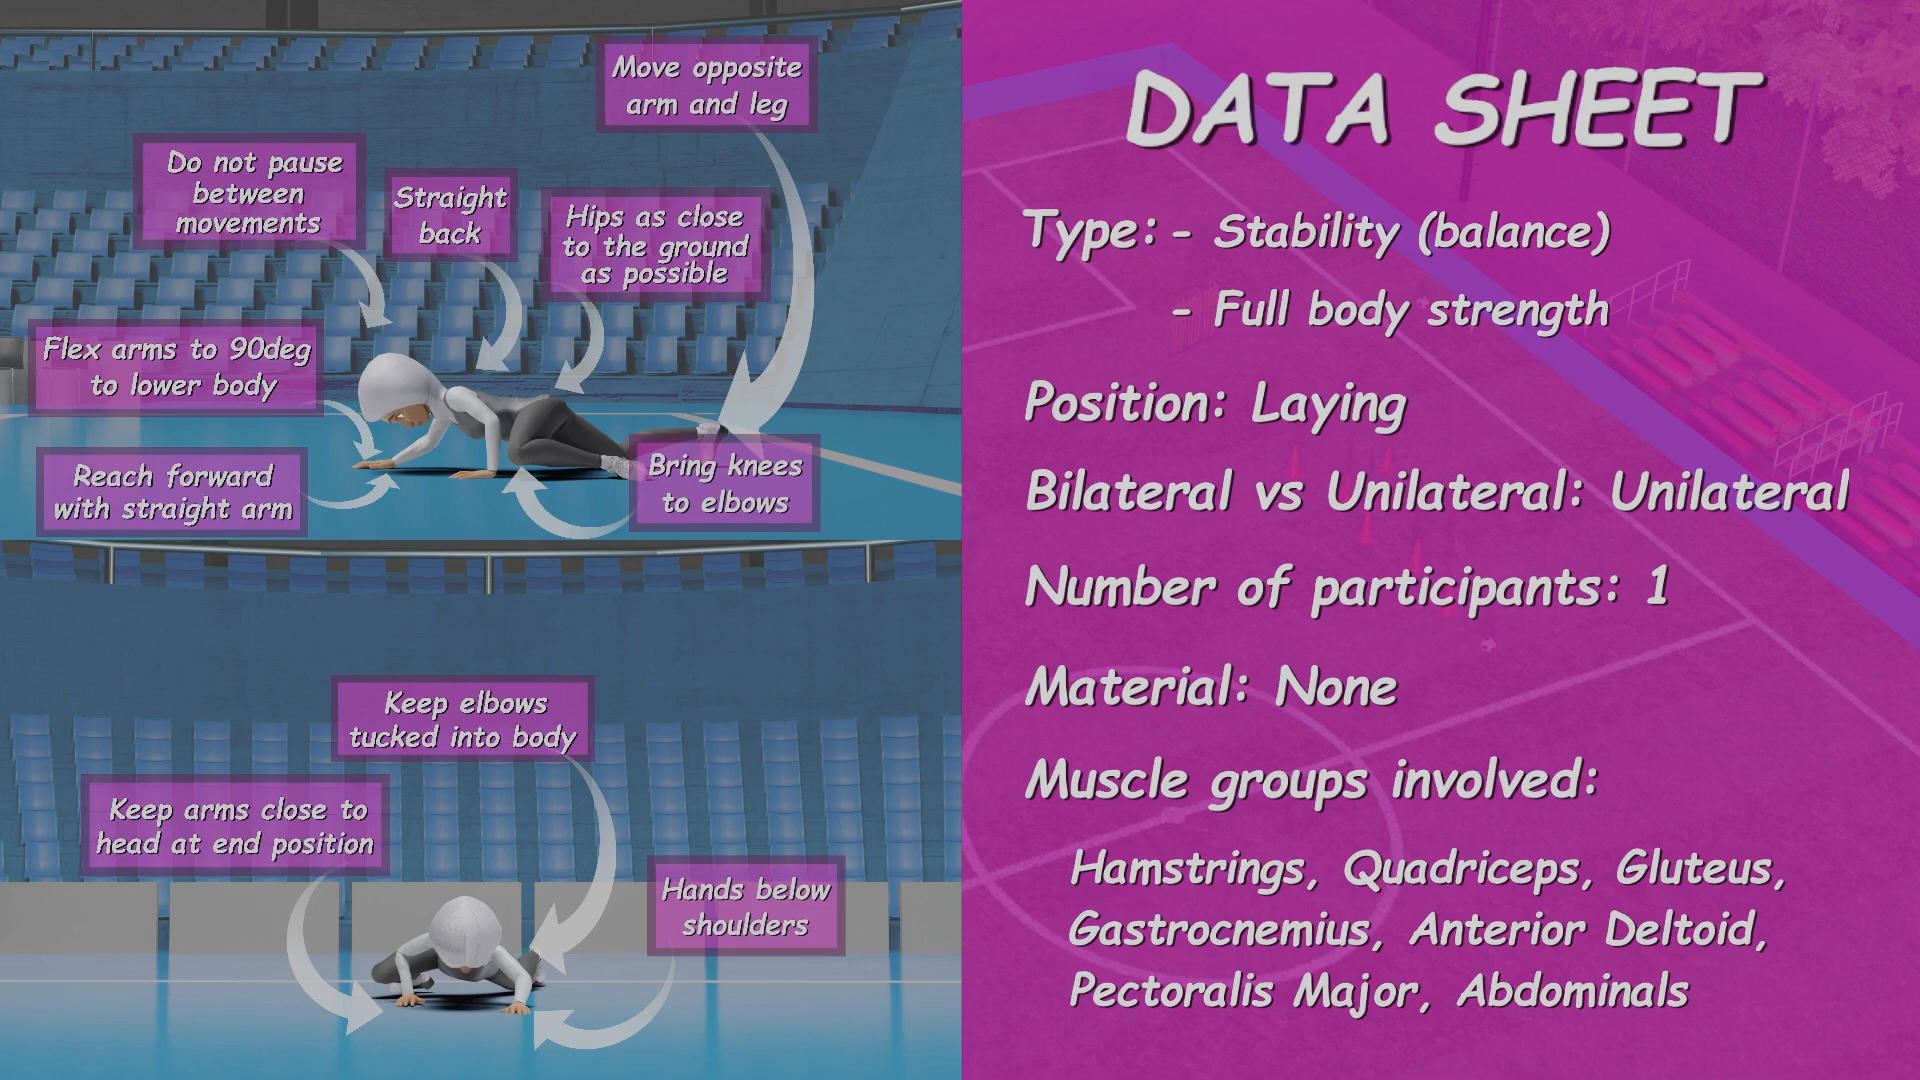 Move opposite
arm and leg
Do not pause
between
movements
Straight
back
Hips as close
to the ground
as possible
Flex arms to 90deg
to lower body
Reach forward
with straight arm
Bring knees
to elbows
Keep elbows
tucked into body
Keep arms close to
head at end position
Hands below
shoulders
DATA SHEET
Type: - Stability (balance)
- Full body strength
Position: Laying
Bilateral vs Unilateral: Unilateral
Number of participants: 1
Material: None
Muscle groups involved:
Hamstrings, Quadriceps, Gluteus,
Gastrocnemius, Anterior Deltoid,
Pectoralis Major, Abdominals